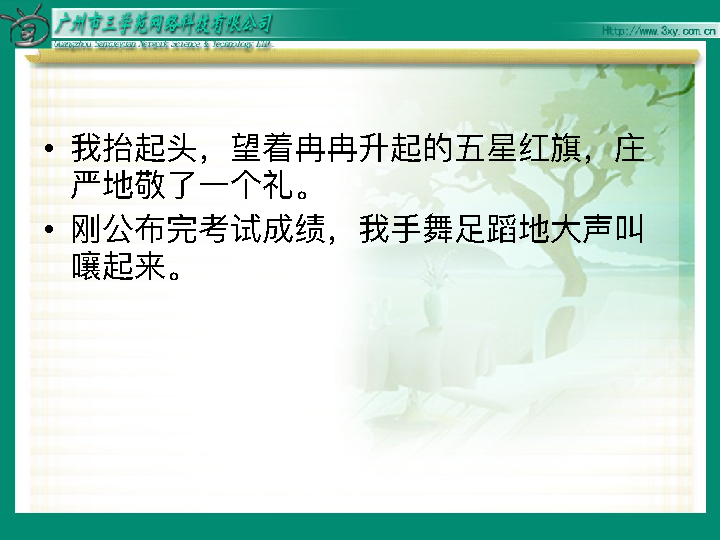 广州市三学苑网络科技有限公司
Guangzhou Sanxueyuan Network Science & Technology Ltd.
Http://www.3xy.com.cn
• 我抬起头，望着冉冉升起的五星红旗，庄
严地敬了一个礼。
• 刚公布完考试成绩，我手舞足蹈地大声叫
嚷起来。